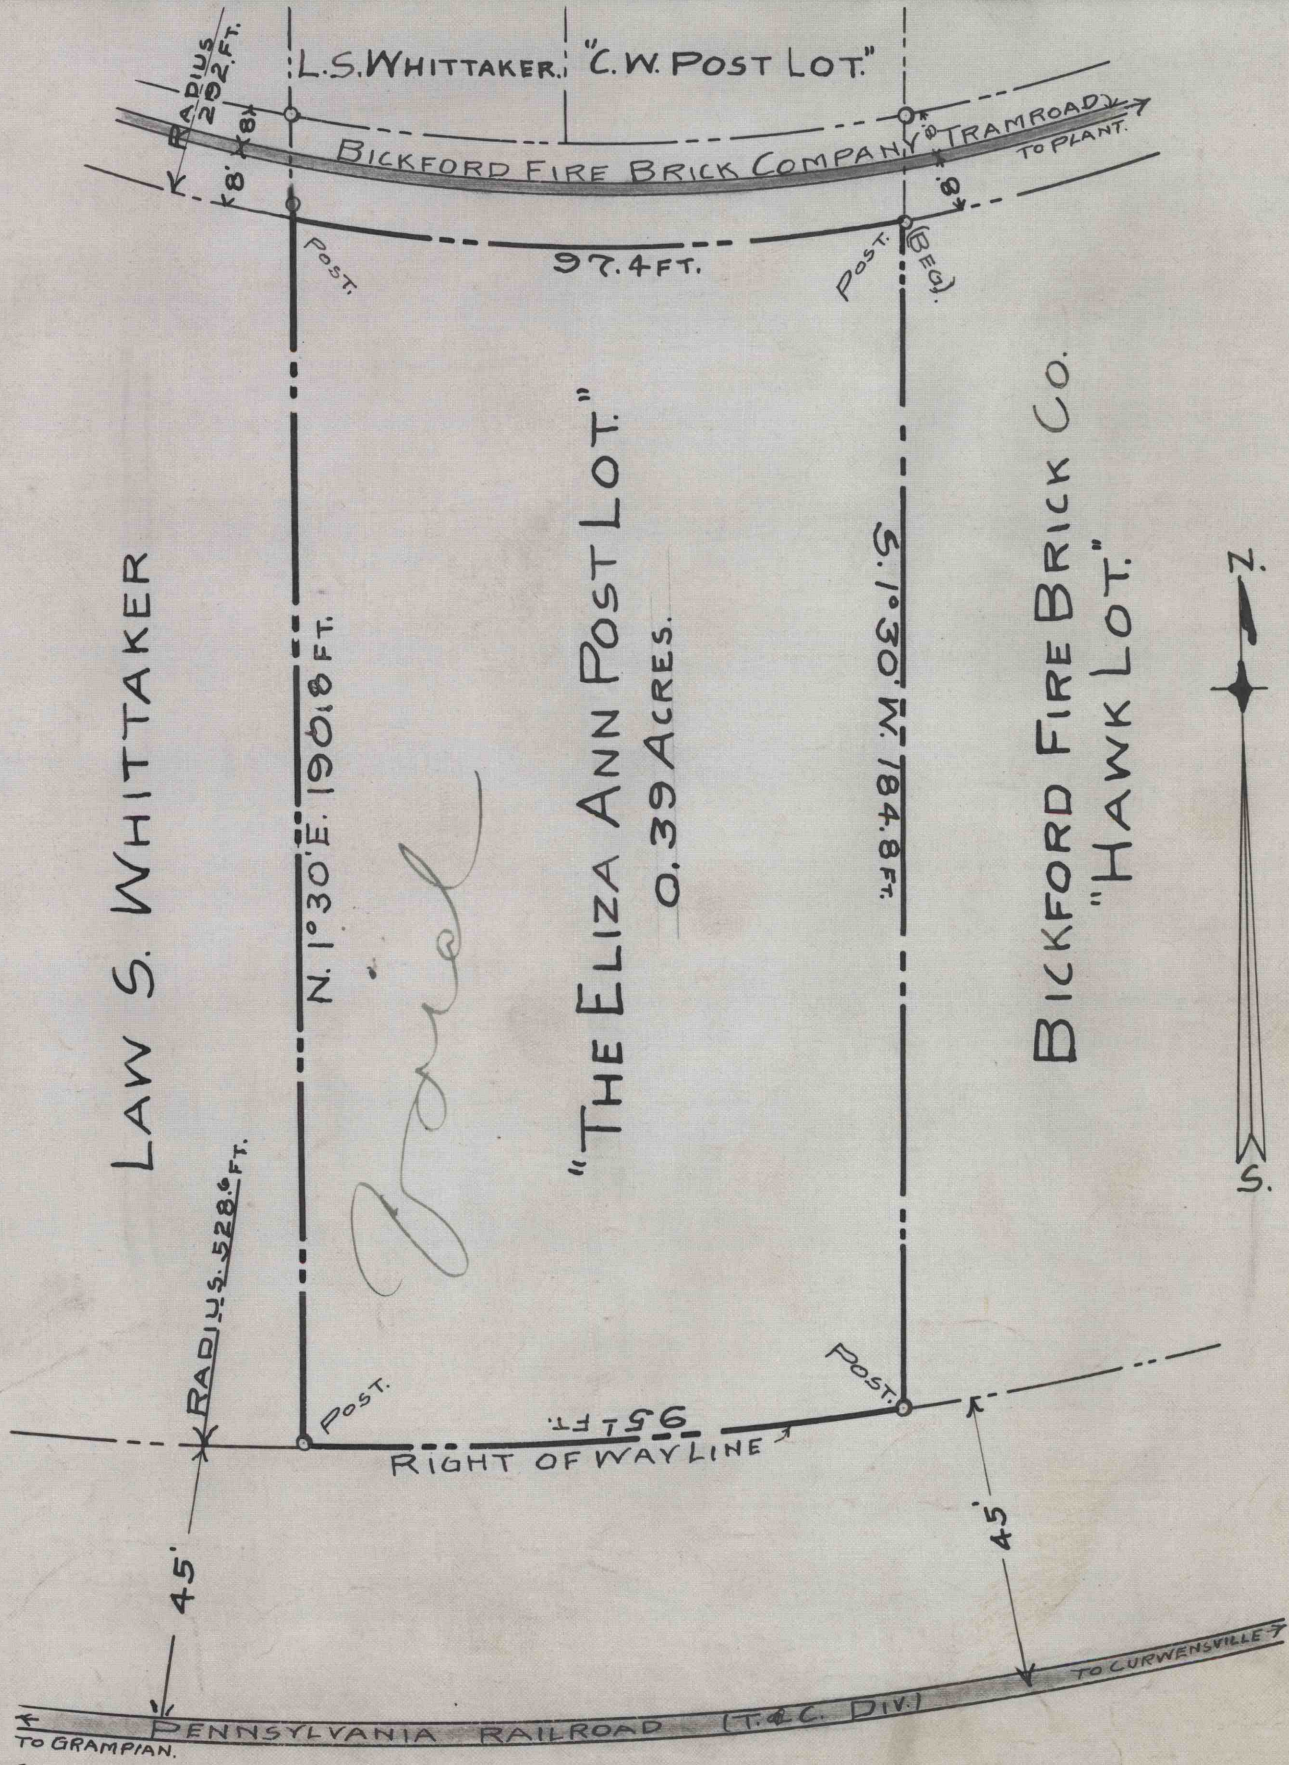 RADIUS
292. FT.
L.S. WHITTAKER.
"C.W. POST LOT."
8'
8'
BICKFORD FIRE BRICK COMPANY TRAMROAD
8'
8'
TO PLANT.
POST.
97.4 FT.
POST.
(BEG).
LAW S. WHITTAKER
N. 1° 30' E. 190.8 FT.
"THE ELIZA ANN POST LOT."
0.39 ACRES.
S. 1° 30' W. 184.8 FT.
BICKFORD FIRE BRICK CO.
"HAWK LOT."
N.
S.
RADIUS. 528.6 FT.
POST.
POST.
RIGHT OF WAY LINE
45'
45'
PENNSYLVANIA RAILROAD (T. & C. DIV.)
TO CURWENSVILLE
TO GRAMPIAN.